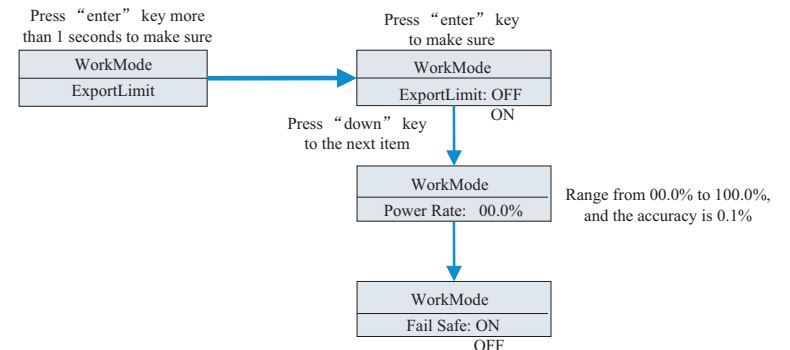 Press “enter” key more
than 1 seconds to make sure
WorkMode
ExportLimit
Press “enter” key
to make sure
WorkMode
ExportLimit: OFF
ON
Press “down” key
to the next item
WorkMode
Power Rate: 00.0%
Range from 00.0% to 100.0%,
and the accuracy is 0.1%
WorkMode
Fail Safe: ON
OFF